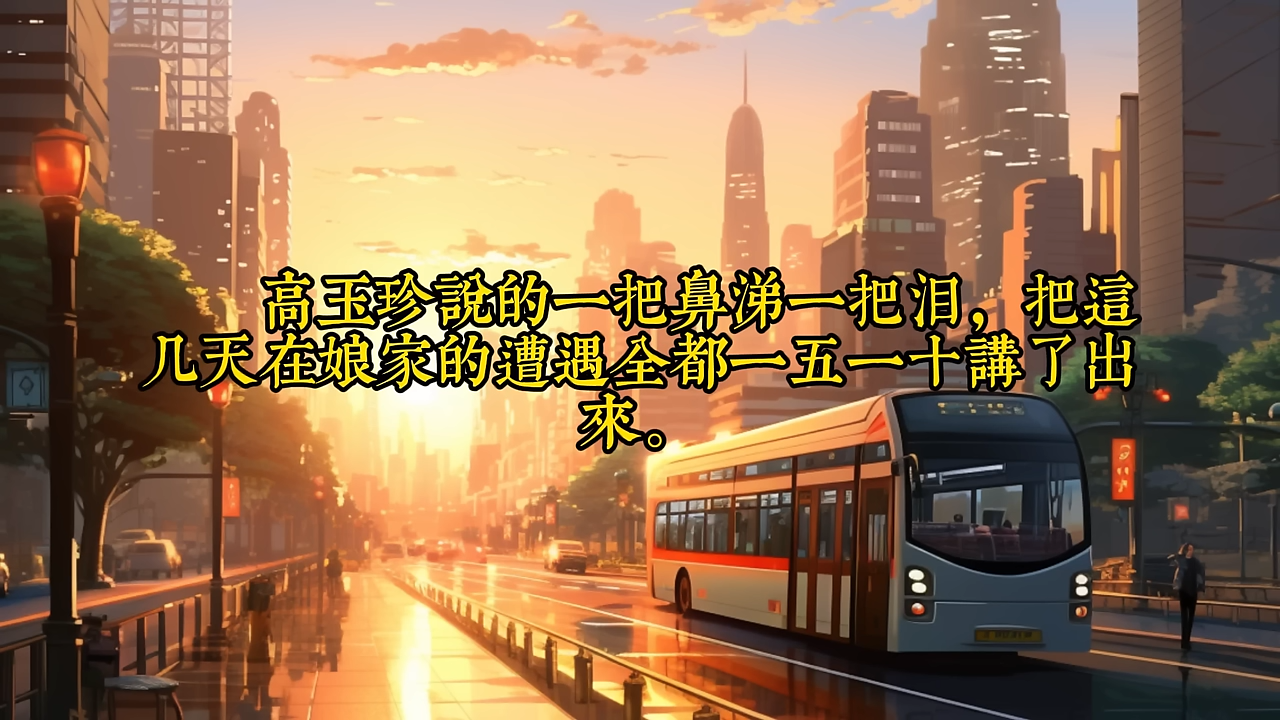 高玉珍說的一把鼻涕一把泪，把這
几天在娘家的遭遇全都一五一十講了出
來。